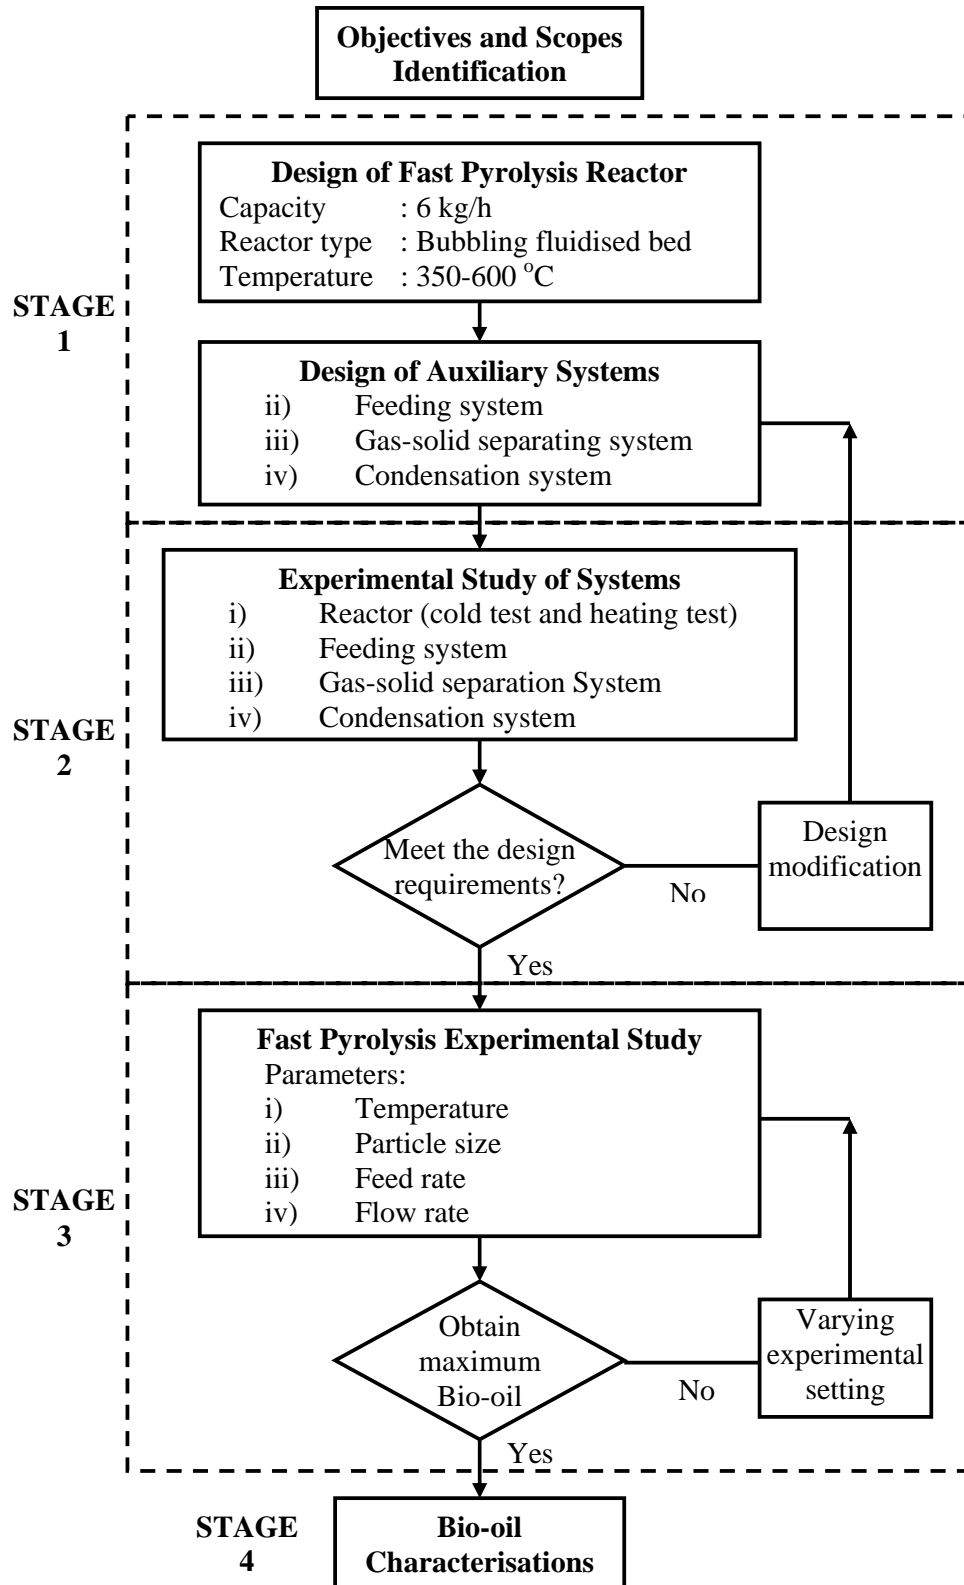 Objectives and Scopes
Identification
Design of Fast Pyrolysis Reactor
Capacity : 6 kg/h
Reactor type : Bubbling fluidised bed
Temperature : 350-600 °C
STAGE
1
Design of Auxiliary Systems
ii) Feeding system
iii) Gas-solid separating system
iv) Condensation system
Experimental Study of Systems
i) Reactor (cold test and heating test)
ii) Feeding system
iii) Gas-solid separation System
iv) Condensation system
STAGE
2
Meet the design
requirements?
No
Design
modification
Yes
Fast Pyrolysis Experimental Study
Parameters:
i) Temperature
ii) Particle size
iii) Feed rate
iv) Flow rate
STAGE
3
Obtain
maximum
Bio-oil
No
Varying
experimental
setting
Yes
STAGE
4
Bio-oil
Characterisations